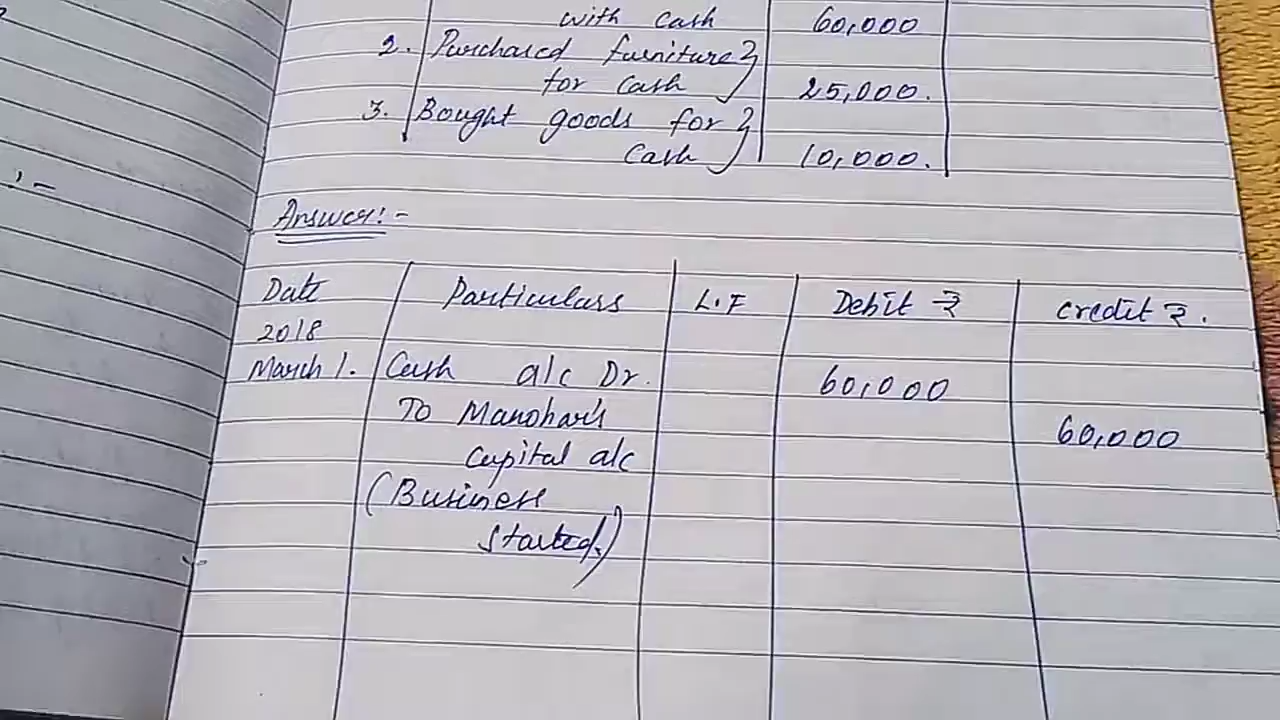 with cash 60,000
2. Purchased furniture
for cash 25,000.
3. Bought goods for
cash 10,000.
Answer:-
Date Particulars L.F Debit ₹ credit ₹.
2018
March 1. Cash a/c Dr. 60,000
To Manohar's 60,000
capital a/c
(Business
started.)